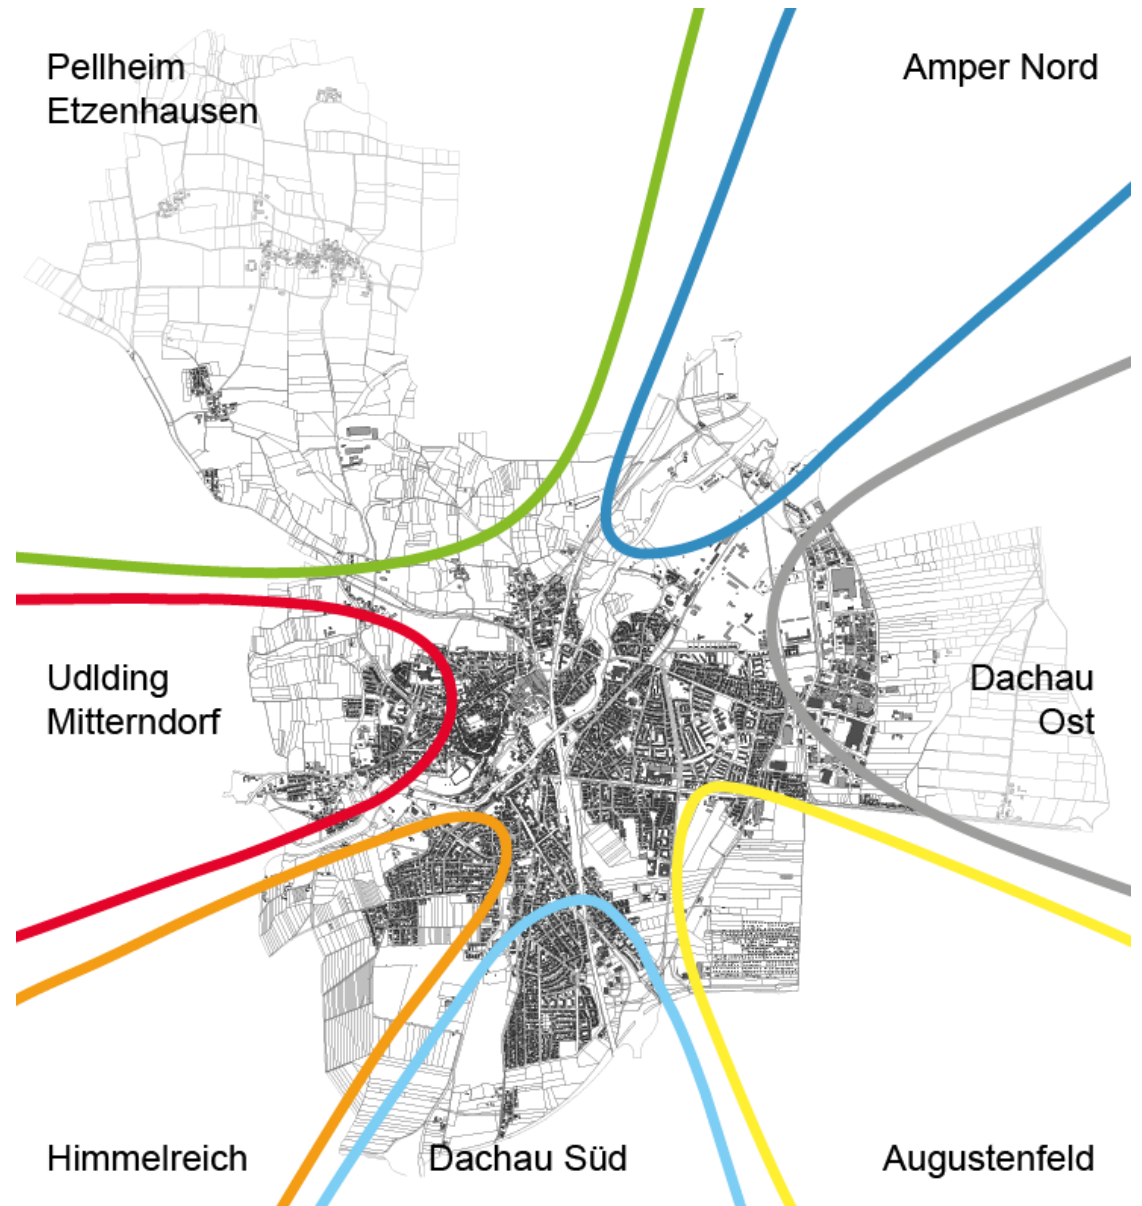 Pellheim
Etzenhausen
Amper Nord
Udlding
Mitterndorf
Dachau
Ost
Himmelreich
Dachau Süd
Augustenfeld